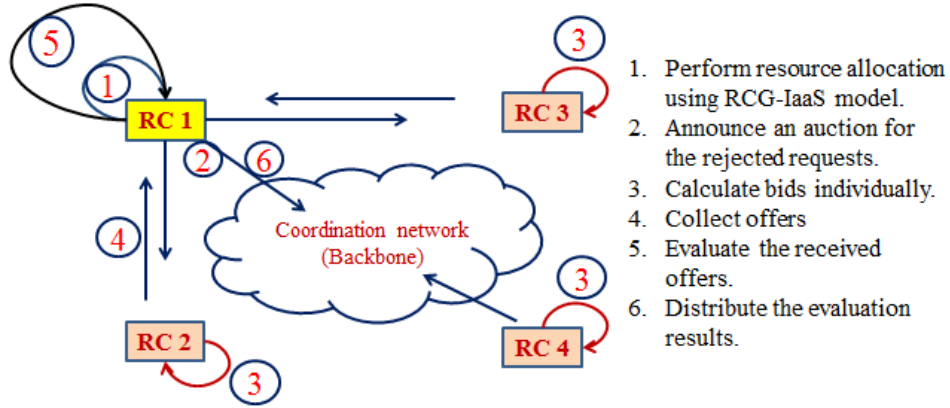 5
1
RC 1
2
6
3
RC 3
4
Coordination network
(Backbone)
RC 2
3
3
RC 4
1. Perform resource allocation
using RCG-IaaS model.
2. Announce an auction for
the rejected requests.
3. Calculate bids individually.
4. Collect offers
5. Evaluate the received
offers.
6. Distribute the evaluation
results.